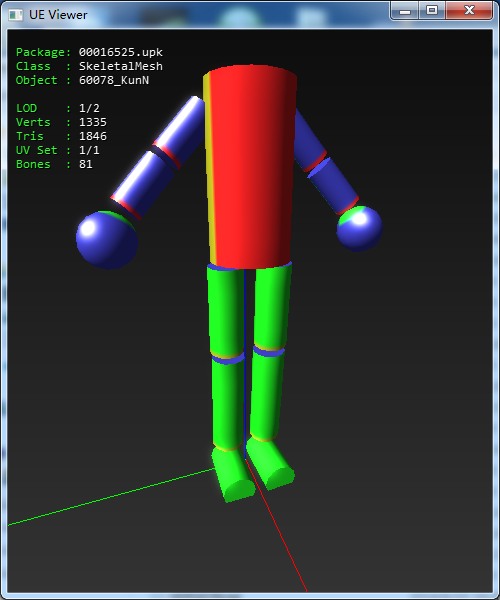 UE Viewer
Package: 00016525.upk
Class  : SkeletalMesh
Object : 60078_KunN
LOD    : 1/2
Verts  : 1335
Tris   : 1846
UV Set : 1/1
Bones  : 81